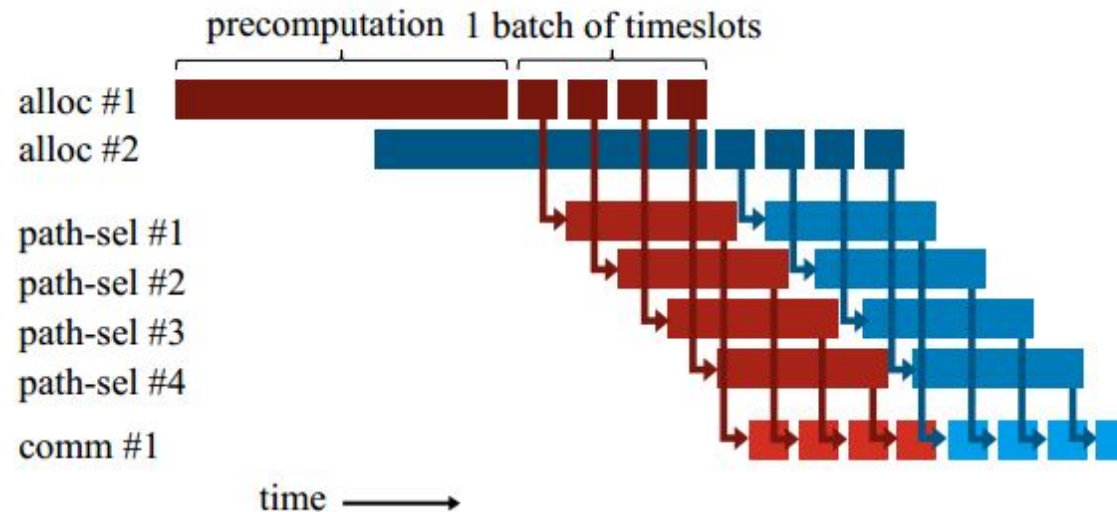 precomputation 1 batch of timeslots
alloc #1
alloc #2
path-sel #1
path-sel #2
path-sel #3
path-sel #4
comm #1
time